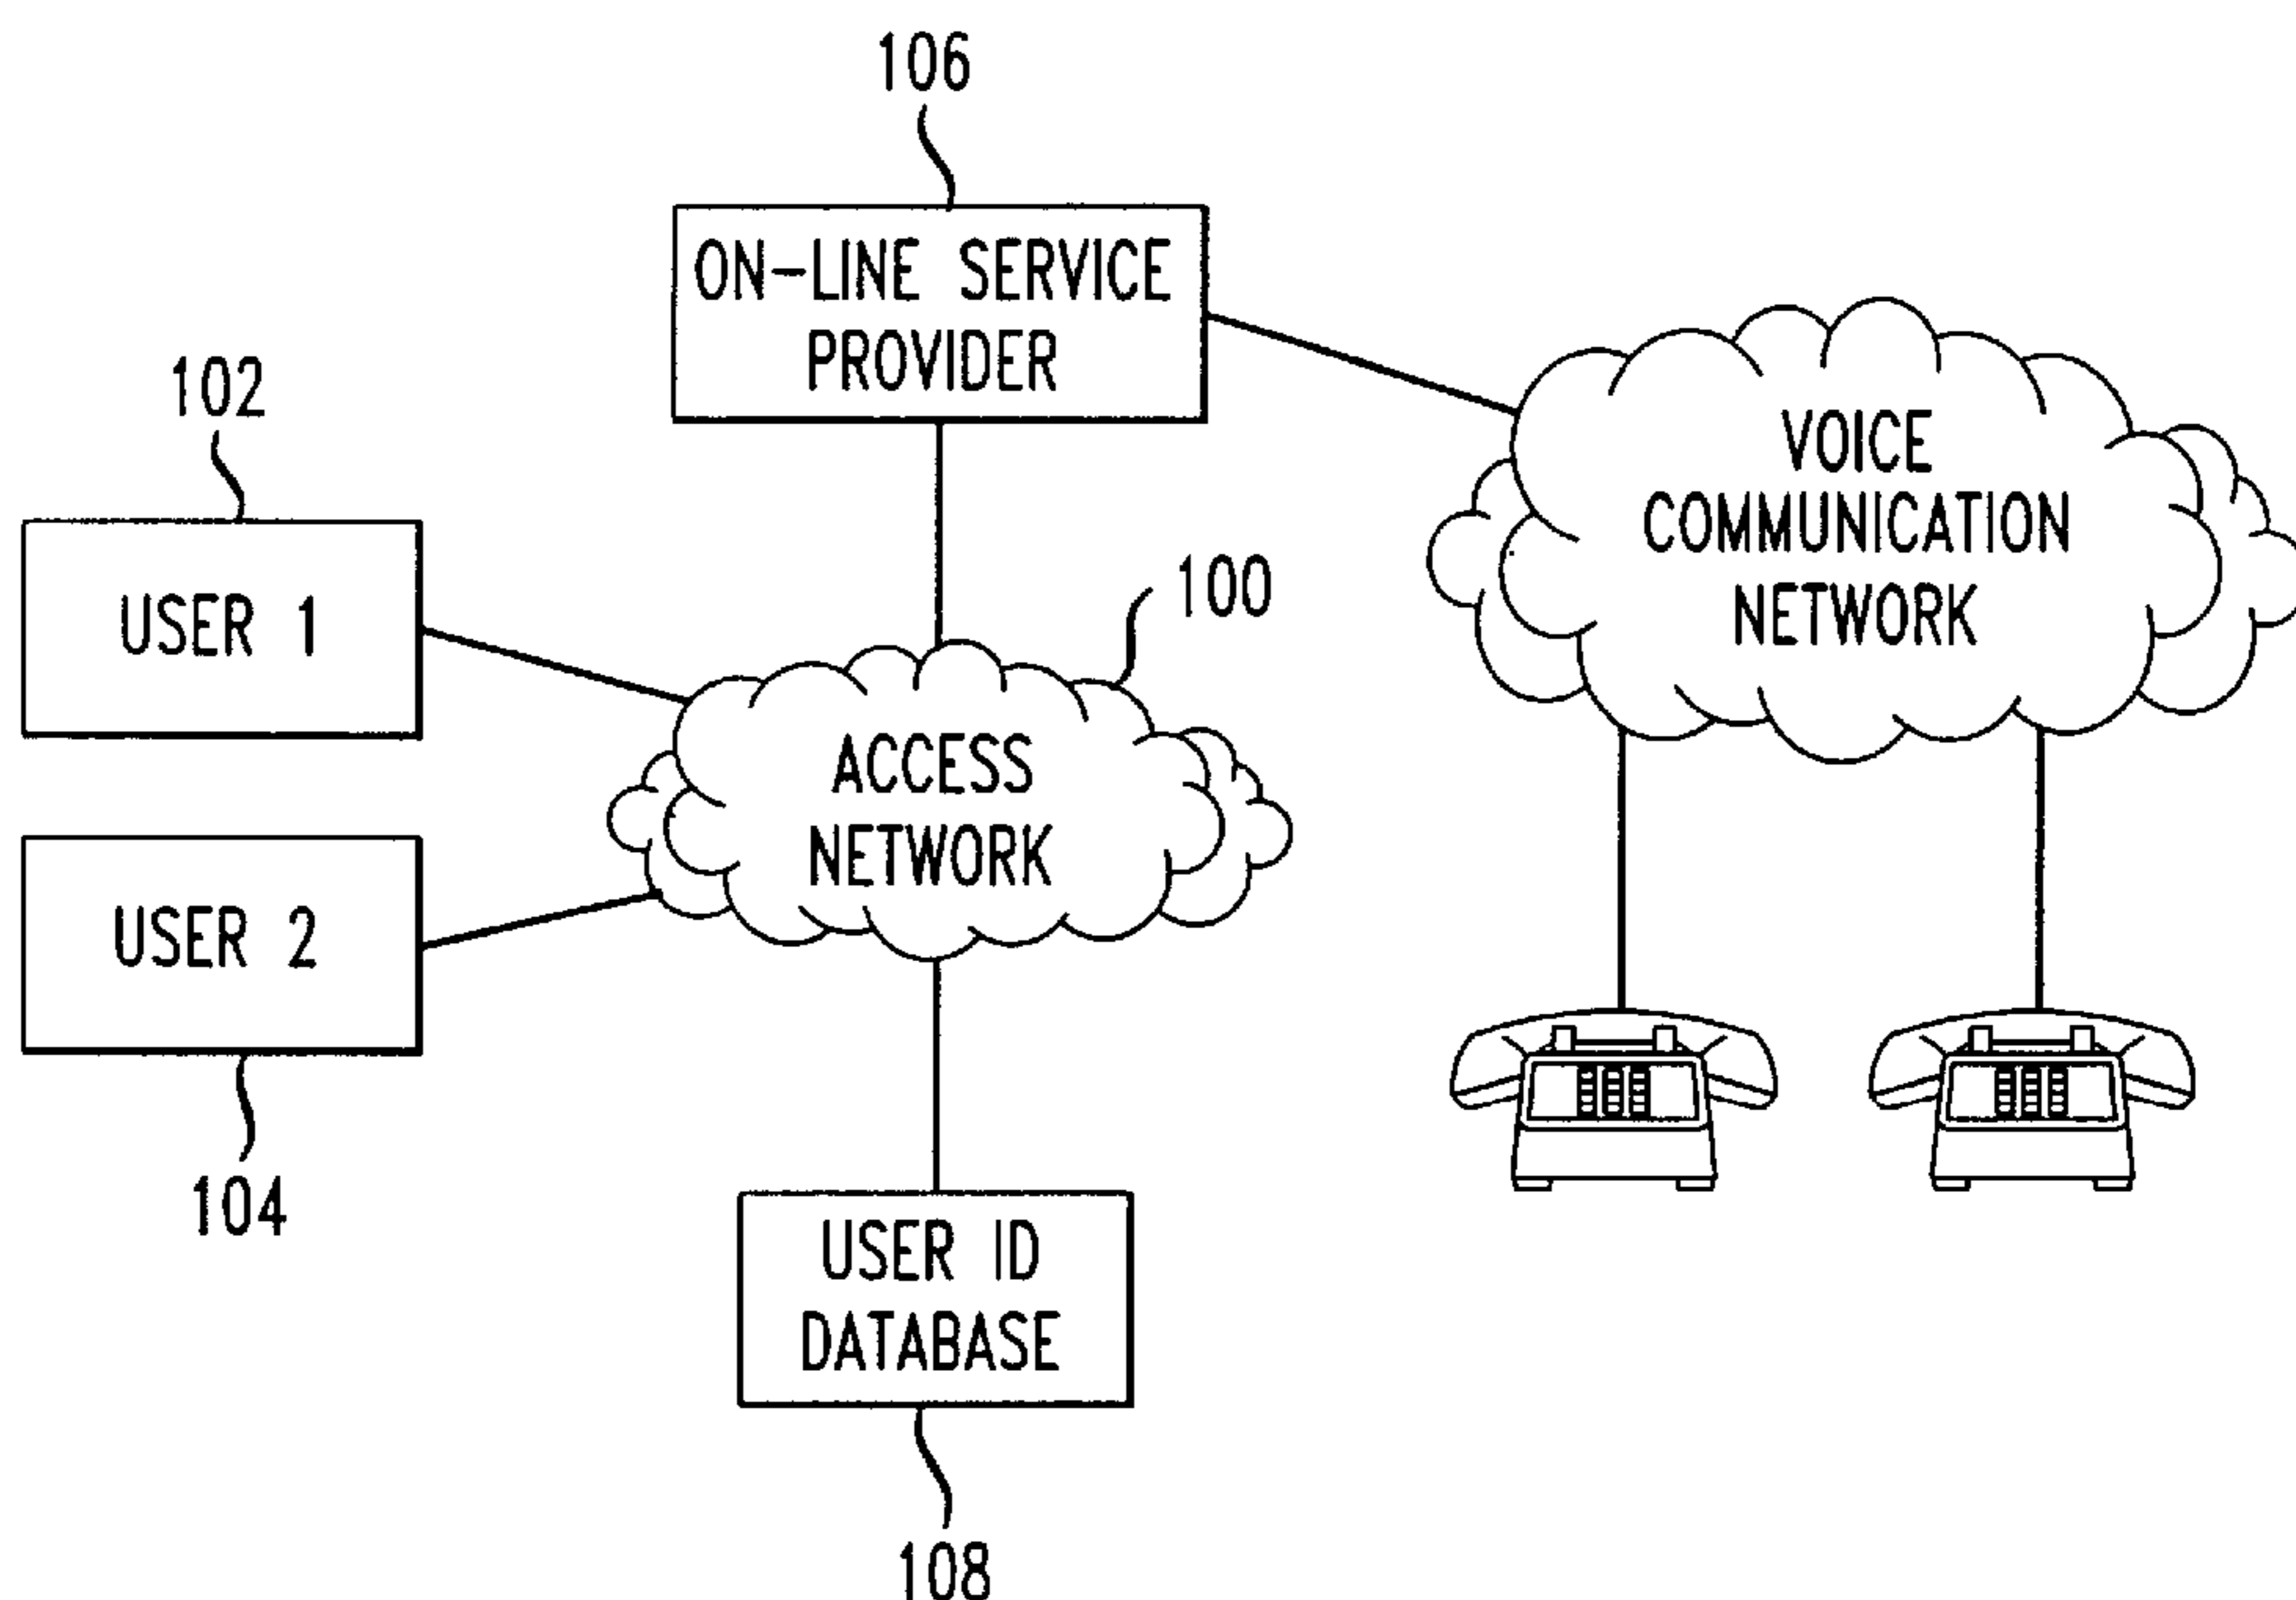 106
ON-LINE SERVICE
PROVIDER
102
USER 1
VOICE
COMMUNICATION
NETWORK
100
ACCESS
NETWORK
USER 2
104
USER ID
DATABASE
108